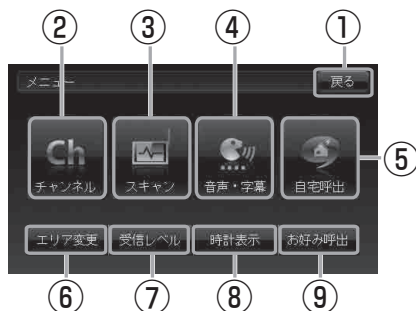 ② ③ ④ ①
メニュー 戻る
Ch
チャンネル スキャン 音声・字幕 自宅呼出
⑤
エリア変更 受信レベル 時計表示 お好み呼出
⑥ ⑦ ⑧ ⑨